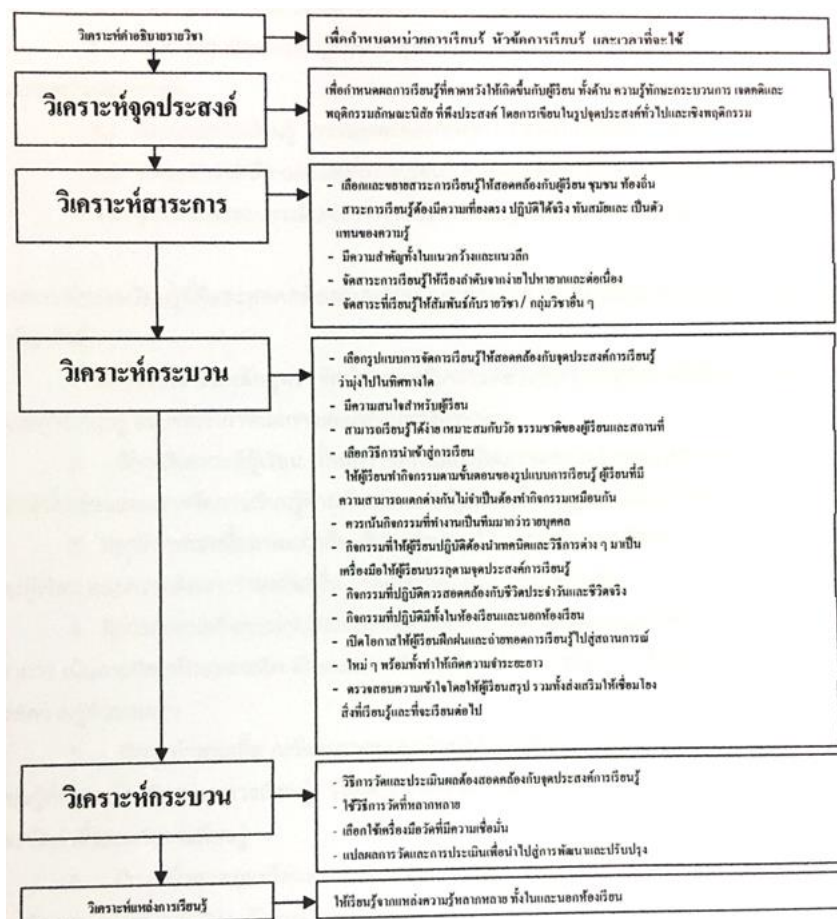 วิเคราะห์คำอธิบายรายวิชา
เพื่อกำหนดหน่วยการเรียนรู้ หัวข้อการเรียนรู้ และเวลาที่จะใช้
วิเคราะห์จุดประสงค์
เพื่อกำหนดผลการเรียนรู้ที่คาดหวังให้เกิดขึ้นกับผู้เรียน ทั้งด้าน ความรู้ทักษะกระบวนการ เจตคติและ
พฤติกรรมลักษณะนิสัย ที่พึงประสงค์ โดยการเขียนในรูปจุดประสงค์ทั่วไปและเชิงพฤติกรรม
วิเคราะห์สาระการ
- เลือกและขยายสาระการเรียนรู้ให้สอดคล้องกับผู้เรียน ชุมชน ท้องถิ่น
- สาระการเรียนรู้ต้องมีความเที่ยงตรง ปฏิบัติได้จริง ทันสมัยและ เป็นตัว
แทนของความรู้
- มีความสำคัญทั้งในแนวกว้างและแนวลึก
- จัดสาระการเรียนรู้ให้เรียงลำดับจากง่ายไปหายากและต่อเนื่อง
- จัดสาระที่เรียนรู้ให้สัมพันธ์กับรายวิชา / กลุ่มวิชาอื่น ๆ
วิเคราะห์กระบวน
- เลือกรูปแบบการจัดการเรียนรู้ให้สอดคล้องกับจุดประสงค์การเรียนรู้
ว่ามุ่งไปในทิศทางใด
- มีความสนใจสำหรับผู้เรียน
- สามารถเรียนรู้ได้ง่าย เหมาะสมกับวัย ธรรมชาติของผู้เรียนและสถานที่
เลือกวิธีการนำเข้าสู่การเรียน
- ให้ผู้เรียนทำกิจกรรมตามขั้นตอนของรูปแบบการเรียนรู้ ผู้เรียนที่มี
ความสามารถแตกต่างกันไม่จำเป็นต้องทำกิจกรรมเหมือนกัน
- ควรเน้นกิจกรรมที่ทำงานเป็นทีมมากว่ารายบุคคล
- กิจกรรมที่ให้ผู้เรียนปฏิบัติต้องนำเทคนิคและวิธีการต่าง ๆ มาเป็น
เครื่องมือให้ผู้เรียนบรรลุตามจุดประสงค์การเรียนรู้
- กิจกรรมที่ปฏิบัติควรสอดคล้องกับชีวิตประจำวันและชีวิตจริง
กิจกรรมที่ปฏิบัติมีทั้งในห้องเรียนและนอกห้องเรียน
- เปิดโอกาสให้ผู้เรียนฝึกฝนและถ่ายทอดการเรียนรู้ไปสู่สถานการณ์
ใหม่ ๆ พร้อมทั้งทำให้เกิดความจำระยะยาว
- ตรวจสอบความเข้าใจโดยให้ผู้เรียนสรุป รวมทั้งส่งเสริมให้เชื่อมโยง
สิ่งที่เรียนรู้และที่จะเรียนต่อไป
วิเคราะห์กระบวน
- วิธีการวัดและประเมินผลต้องสอดคล้องกับจุดประสงค์การเรียนรู้
- ใช้วิธีการวัดที่หลากหลาย
- เลือกใช้เครื่องมือวัดที่มีความเชื่อมั่น
- แปลผลการวัดและการประเมินเพื่อนำไปสู่การพัฒนาและปรับปรุง
วิเคราะห์แหล่งการเรียนรู้
ให้เรียนรู้จากแหล่งความรู้หลากหลาย ทั้งในและนอกห้องเรียน